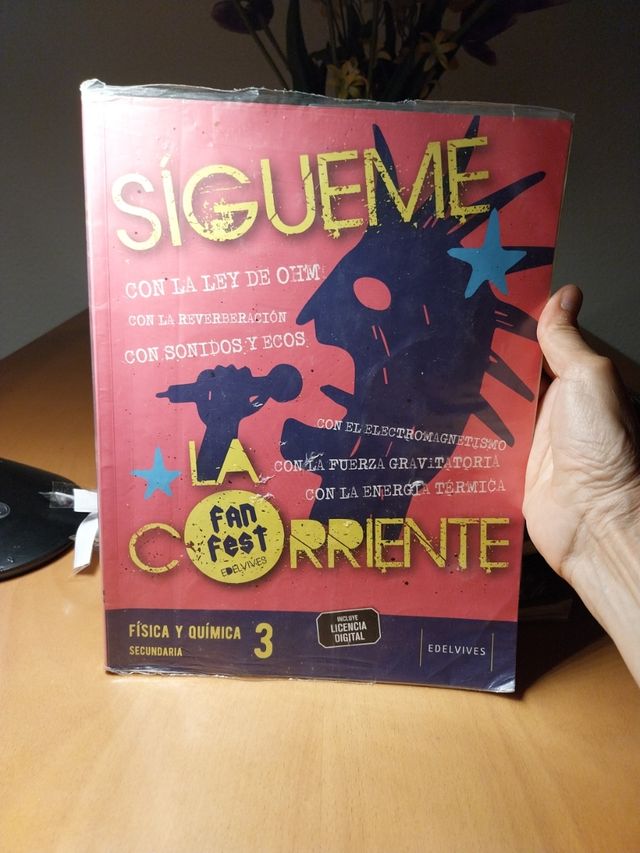 SÍGUEME
CON LA LEY DE OHM
CON LA REVERBERACIÓN
CON SONIDOS Y ECOS
CON EL ELECTROMAGNETISMO
CON LA FUERZA GRAVITATORIA
CON LA ENERGÍA TÉRMICA
LA
CORRIENTE
FAN
FEST
EDELVIVES
FÍSICA Y QUÍMICA 3
SECUNDARIA
INCLUYE
LICENCIA
DIGITAL
EDELVIVES